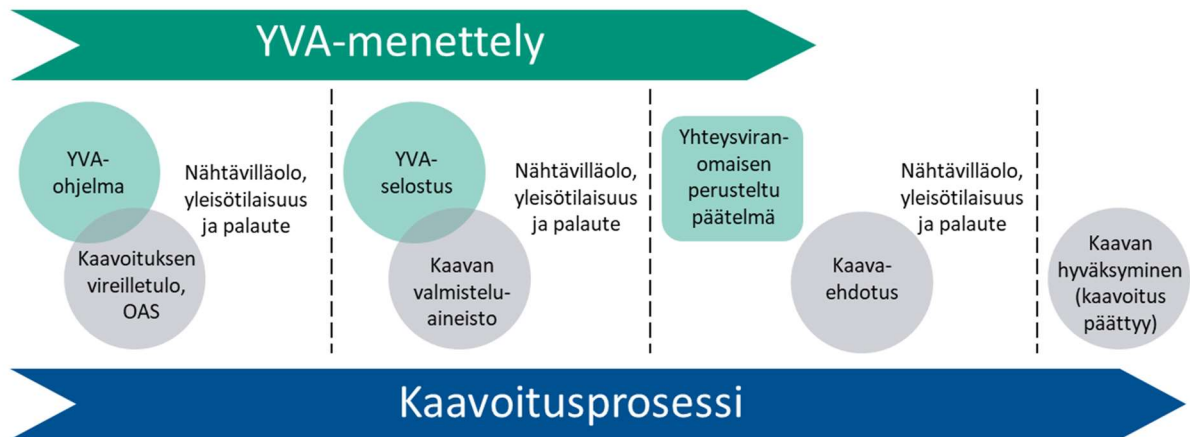 YVA-menettely
YVA-
ohjelma
Kaavoituksen
vireilletulo,
OAS
Nähtävilläolo,
yleisötilaisuus
ja palaute
YVA-
selostus
Kaavan
valmistelu-
aineisto
Nähtävilläolo,
yleisötilaisuus
ja palaute
Yhteysviran-
omaisen
perusteltu
päätelmä
Kaava-
ehdotus
Nähtävilläolo,
yleisötilaisuus
ja palaute
Kaavan
hyväksyminen
(kaavoitus
päättyy)
Kaavoitusprosessi